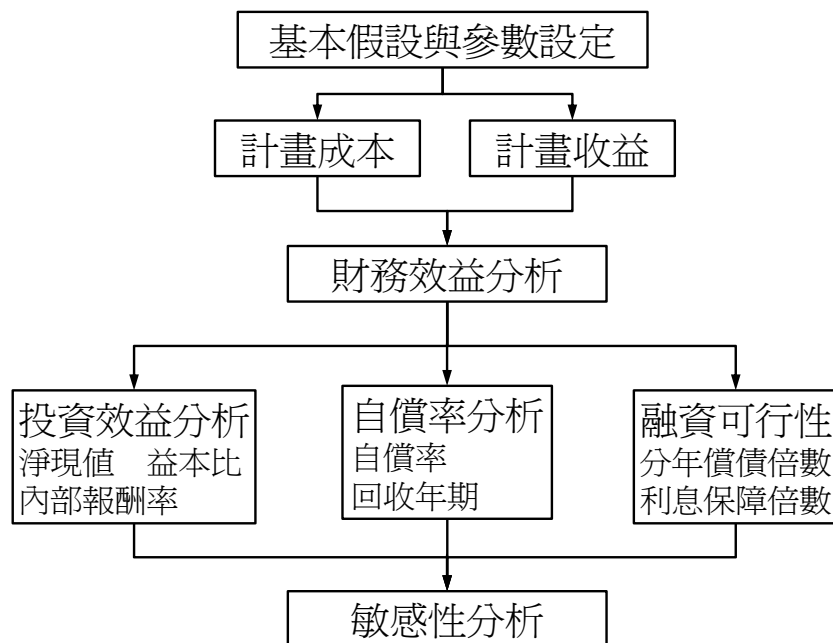 基本假設與參數設定
計畫成本
計畫收益
財務效益分析
投資效益分析
淨現值　益本比
內部報酬率
自償率分析
自償率
回收年期
融資可行性
分年償債倍數
利息保障倍數
敏感性分析